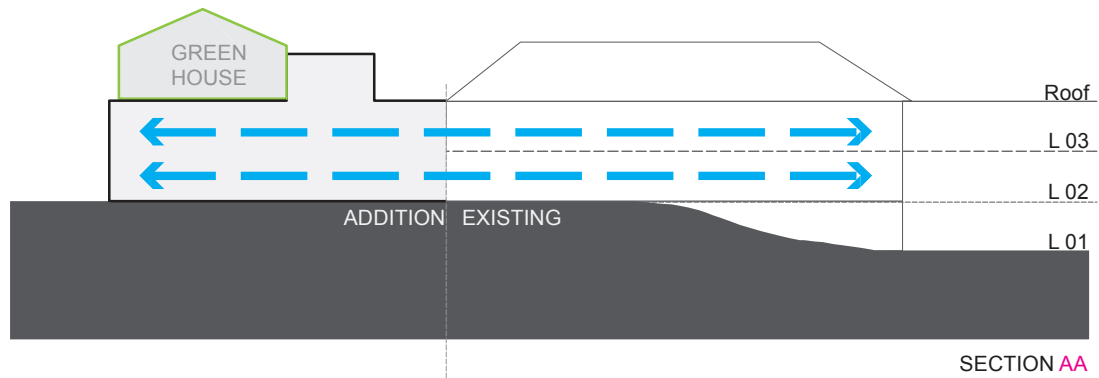 GREEN
HOUSE
Roof
L 03
L 02
ADDITION EXISTING
L 01
SECTION AA